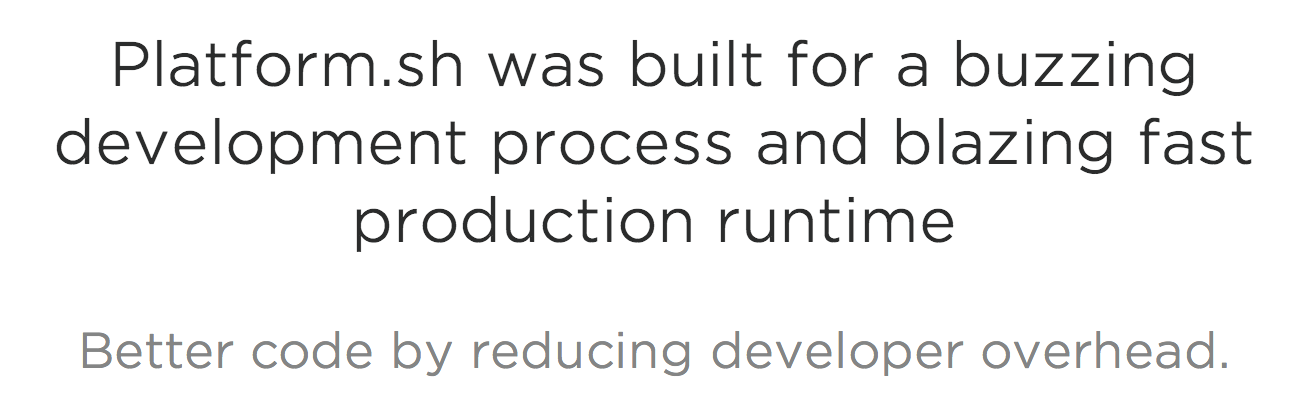 Platform.sh was built for a buzzing
development process and blazing fast
production runtime
Better code by reducing developer overhead.